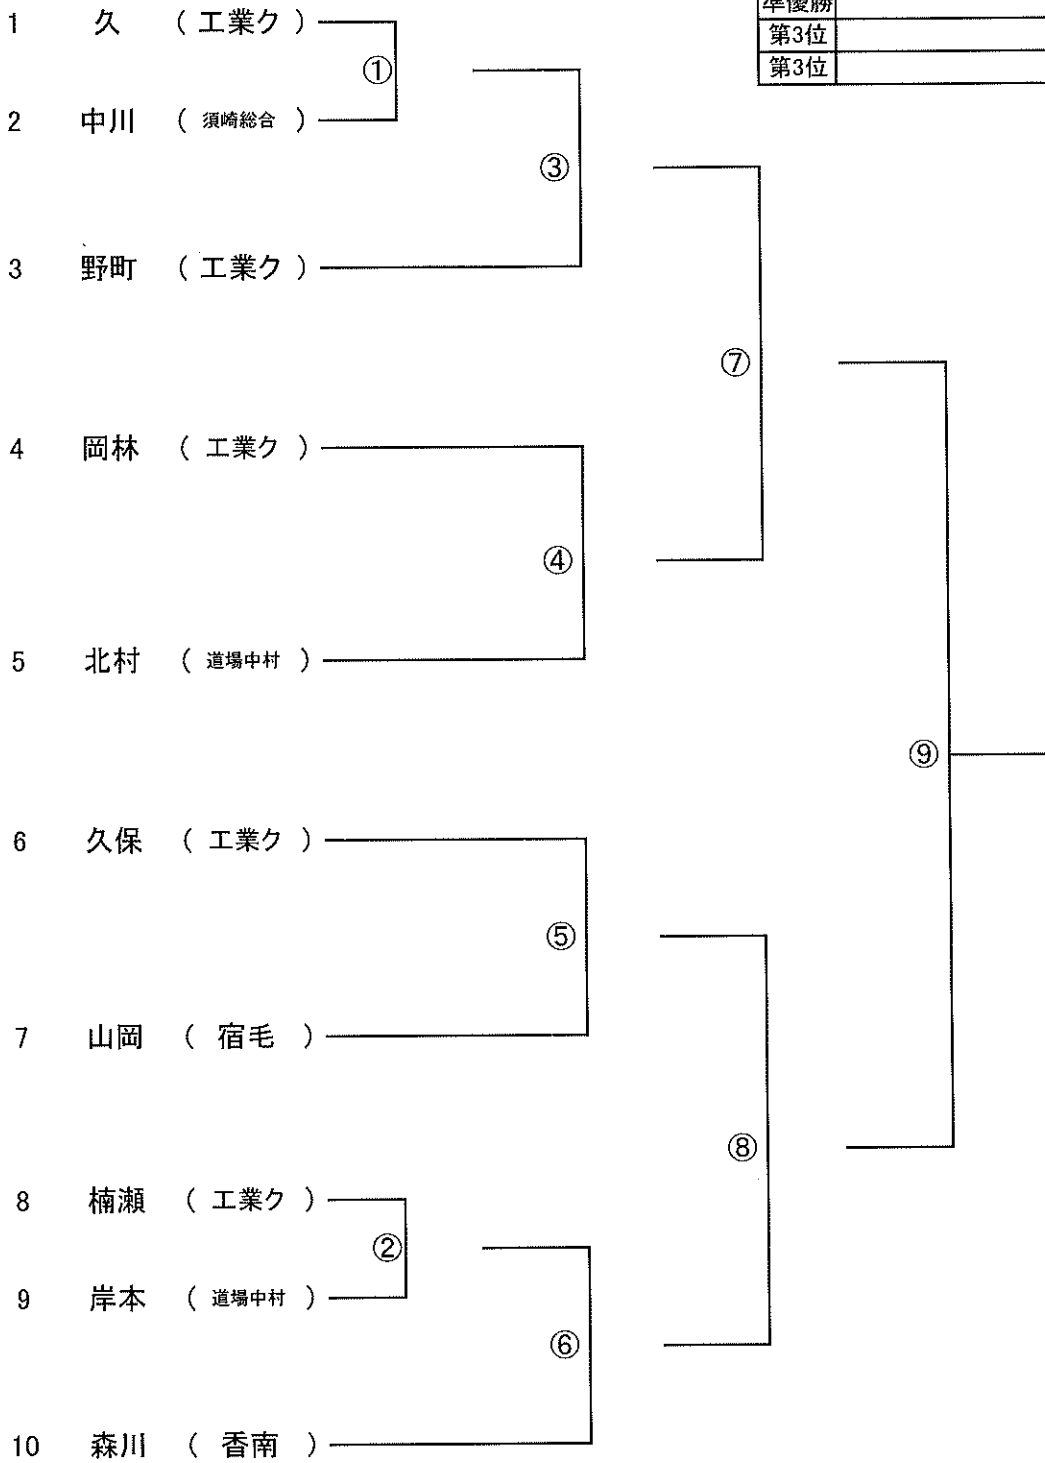 準優勝
第3位
第3位
1 久 ( 工業ク )
①
2 中川 ( 須崎総合 )
③
3 野町 ( 工業ク )
⑦
4 岡林 ( 工業ク )
④
5 北村 ( 道場中村 )
⑨
6 久保 ( 工業ク )
⑤
7 山岡 ( 宿毛 )
⑧
8 楠瀬 ( 工業ク )
②
9 岸本 ( 道場中村 )
⑥
10 森川 ( 香南 )